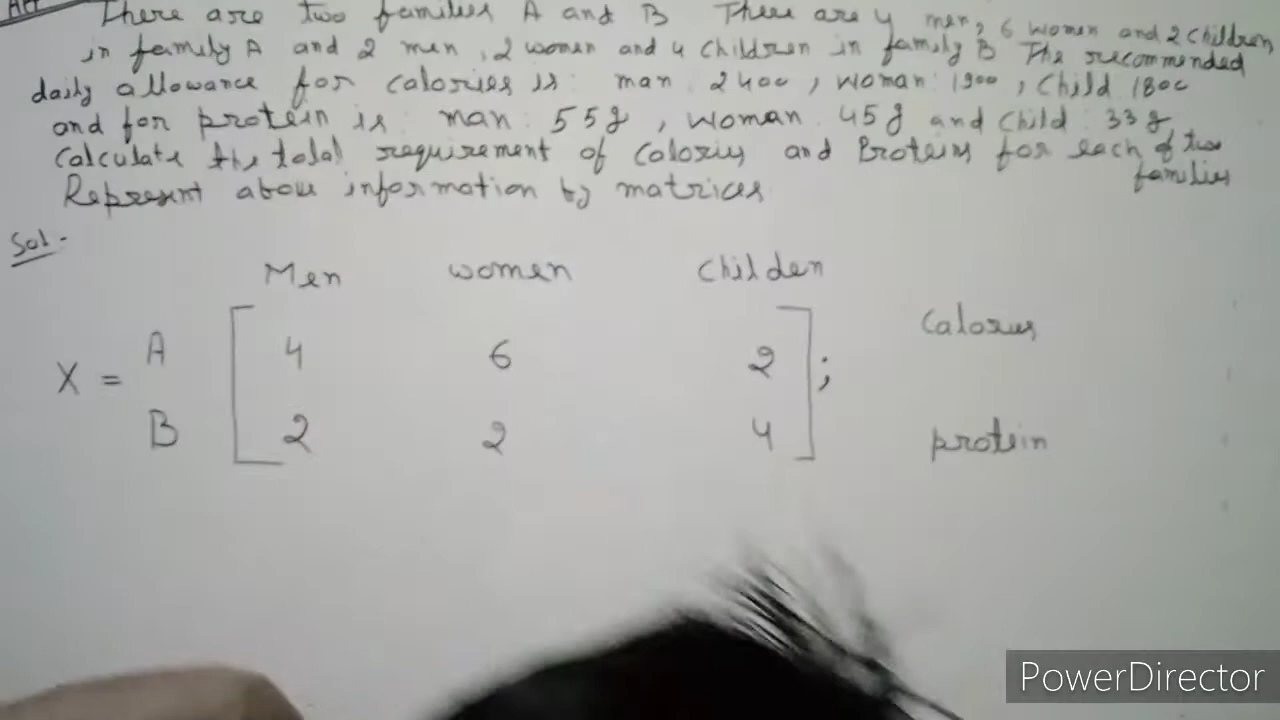 There are two families A and B There are 4 men, 6 women and 2 children
in family A and 2 men, 2 women and 4 children in family B The recommended
daily allowance for calories is: man 2400, woman: 1900, child 1800
and for protein is: man: 55g, woman 45g and child: 33g
Calculate the total requirement of calories and Proteins for each of two
families
Represent above information by matrices
Sol.
Men women childen
X = A 4 6 2 ; calories
B 2 2 4 protein
PowerDirector